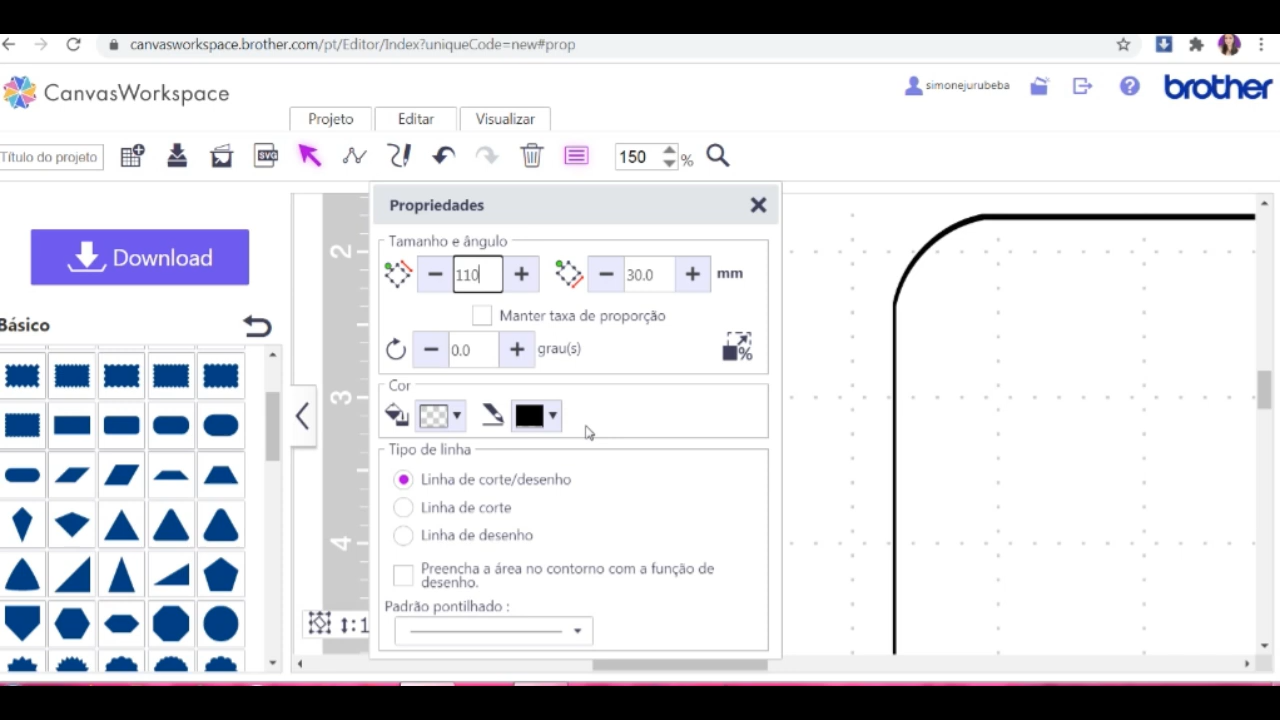 canvasworkspace.brother.com/pt/Editor/Index?uniqueCode=new#prop
CanvasWorkspace
simonejurubeba
?
brother
Projeto
Editar
Visualizar
Título do projeto
SVG
150
%
Download
Básico
Propriedades
Tamanho e ângulo
110
30.0
mm
Manter taxa de proporção
0.0
grau(s)
%
Cor
Tipo de linha
Linha de corte/desenho
Linha de corte
Linha de desenho
Preencha a área no contorno com a função de
desenho.
Padrão pontilhado :
2
3
4
:1